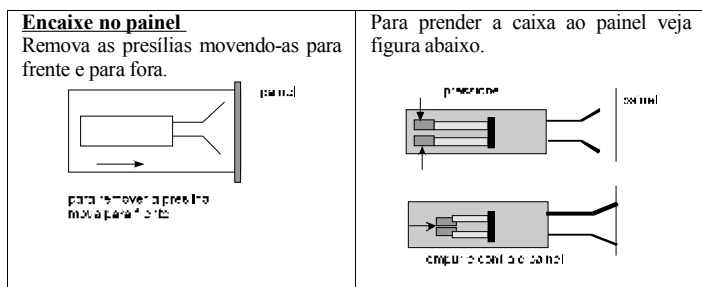 Encaixe no painel
Remova as presílias movendo-as para
frente e para fora.
painel
para remover a presilha
mova para frente
Para prender a caixa ao painel veja
figura abaixo.
pressione
painel
empurre contra o painel